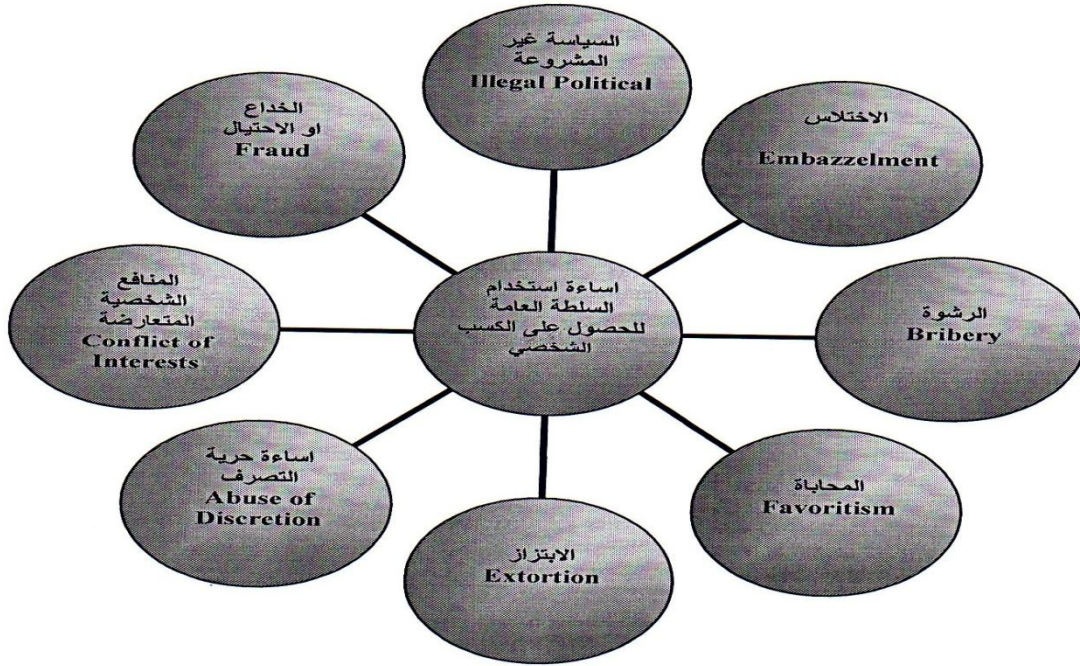 السياسة غير
المشروعة
Illegal Political
الاختلاس
Embazzelment
الرشوة
Bribery
المحاباة
Favoritism
الابتزاز
Extortion
اساءة حرية
التصرف
Abuse of
Discretion
المنافع
الشخصية
المتعارضة
Conflict of
Interests
الخداع
او الاحتيال
Fraud
اساءة استخدام
السلطة العامة
للحصول على الكسب
الشخصي